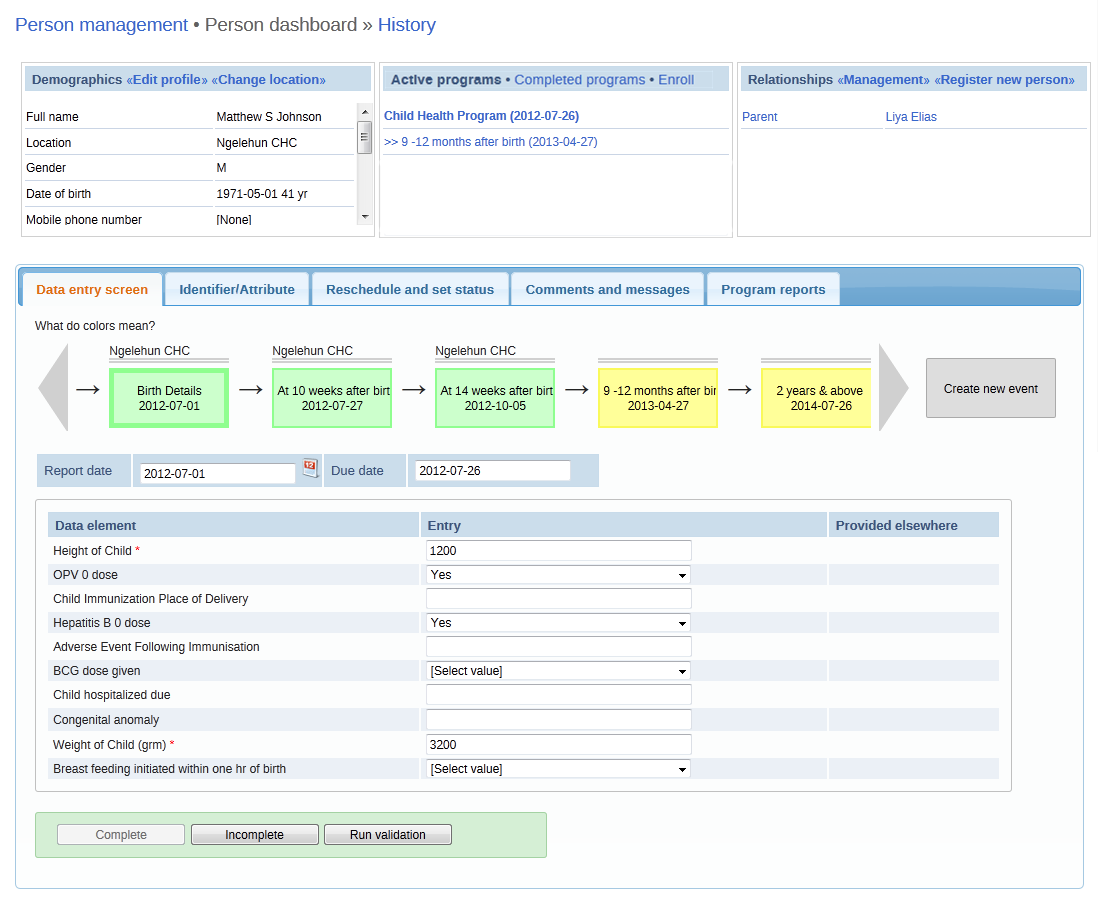 Person management • Person dashboard » History
Demographics «Edit profile» «Change location»
Full name Matthew S Johnson
Location Ngelehun CHC
Gender M
Date of birth 1971-05-01 41 yr
Mobile phone number [None]
Active programs • Completed programs • Enroll
Child Health Program (2012-07-26)
>> 9 -12 months after birth (2013-04-27)
Relationships «Management» «Register new person»
Parent Liya Elias
Data entry screen Identifier/Attribute Reschedule and set status Comments and messages Program reports
What do colors mean?
Ngelehun CHC Ngelehun CHC Ngelehun CHC
Birth Details At 10 weeks after birt At 14 weeks after birt 9 -12 months after bir 2 years & above
2012-07-01 2012-07-27 2012-10-05 2013-04-27 2014-07-26
Create new event
Report date 2012-07-01 12 Due date 2012-07-26
Data element Entry Provided elsewhere
Height of Child * 1200
OPV 0 dose Yes
Child Immunization Place of Delivery
Hepatitis B 0 dose Yes
Adverse Event Following Immunisation
BCG dose given [Select value]
Child hospitalized due
Congenital anomaly
Weight of Child (grm) * 3200
Breast feeding initiated within one hr of birth [Select value]
Complete Incomplete Run validation